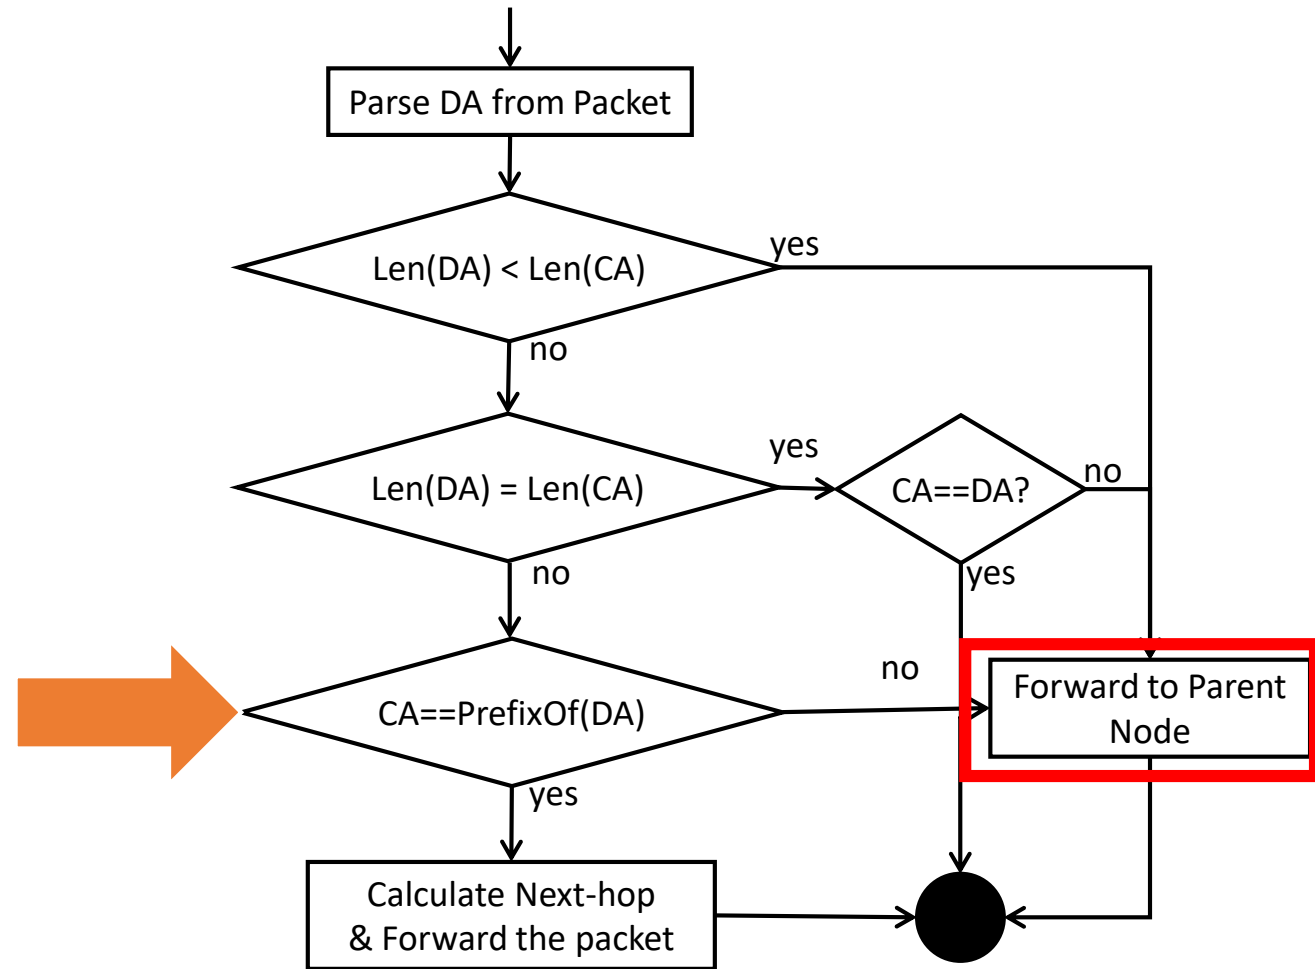 Parse DA from Packet
yes
Len(DA) < Len(CA)
no
yes
Len(DA) = Len(CA)
CA==DA?
no
no
yes
no
CA==PrefixOf(DA)
Forward to Parent
Node
yes
Calculate Next-hop
& Forward the packet